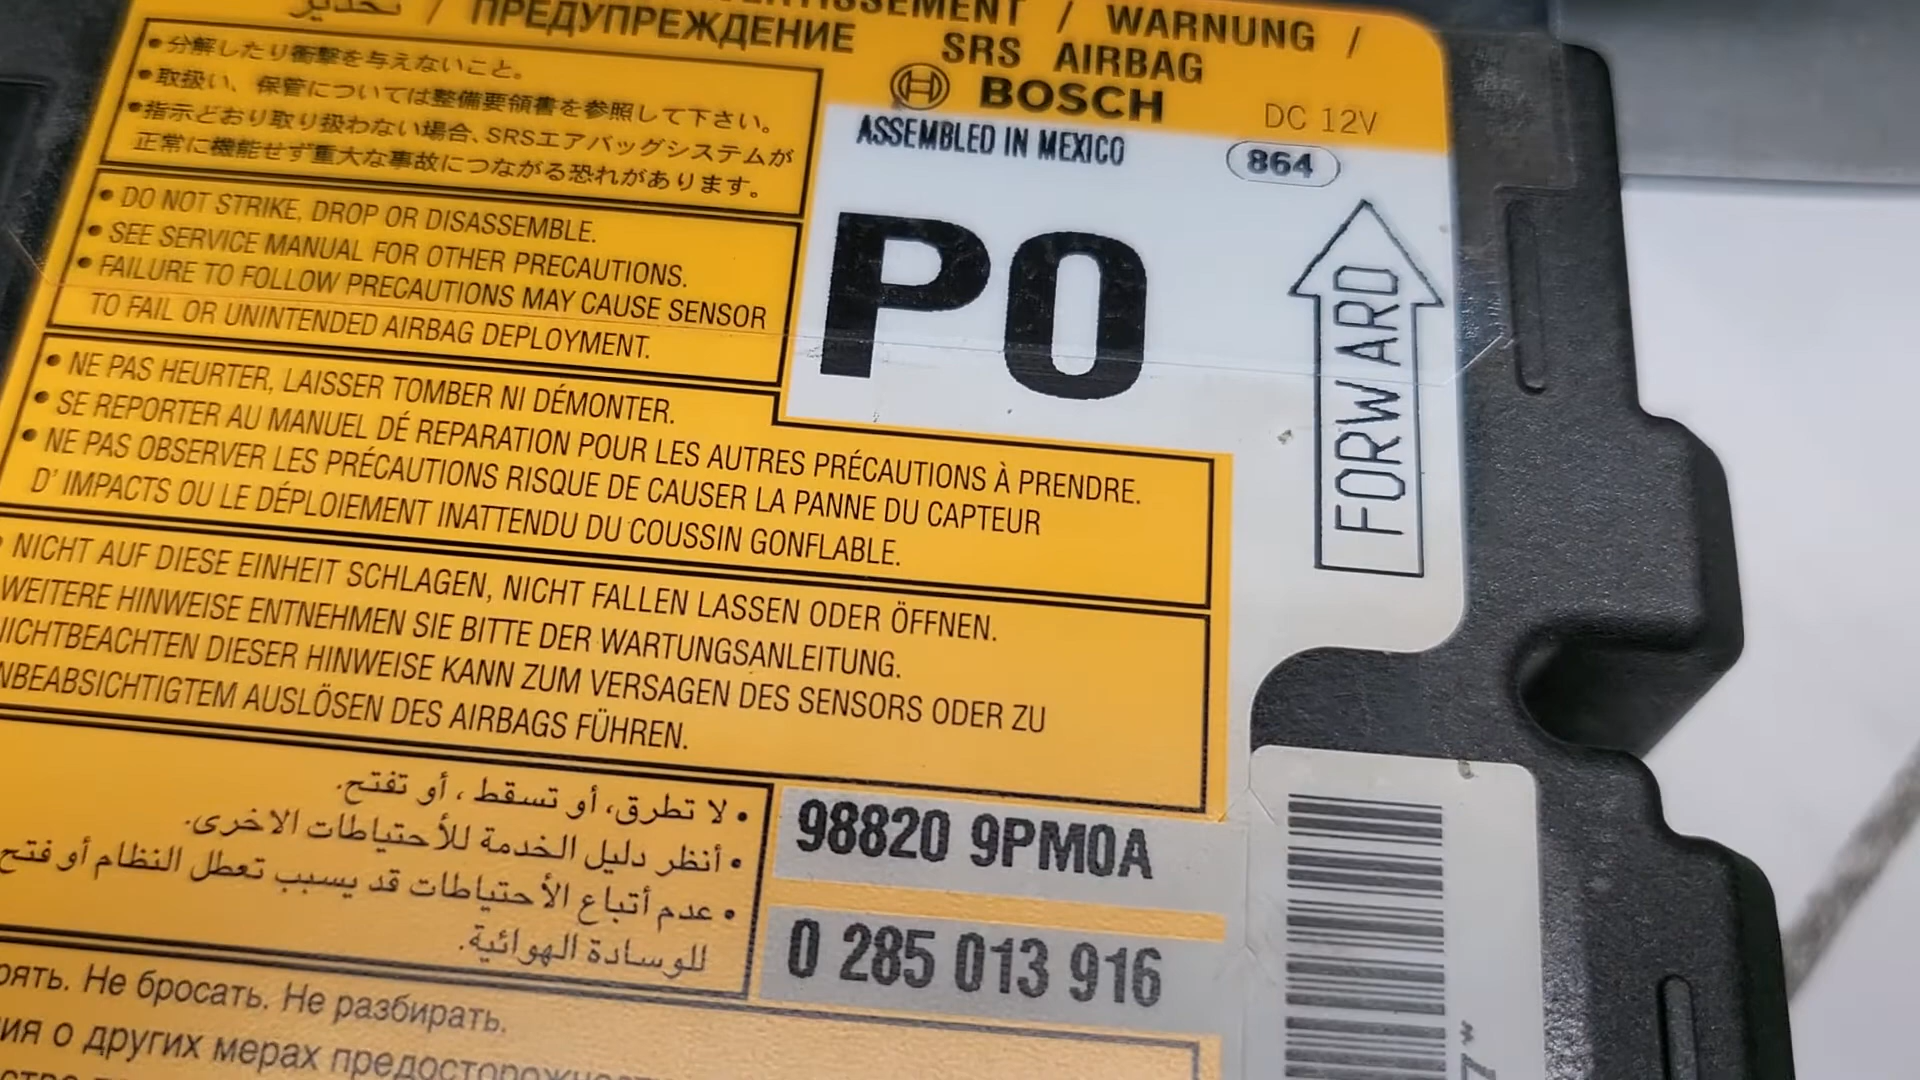 تحذير / ПРЕДУПРЕЖДЕНИЕ
/ WARNUNG /
SRS AIRBAG
BOSCH
DC 12V
ASSEMBLED IN MEXICO
864
P0
FORWARD
•分解したり衝撃を与えないこと。
•取扱い、保管については整備要領書を参照して下さい。
•指示どおり取り扱わない場合、SRSエアバッグシステムが
正常に機能せず重大な事故につながる恐れがあります。
• DO NOT STRIKE, DROP OR DISASSEMBLE.
• SEE SERVICE MANUAL FOR OTHER PRECAUTIONS.
• FAILURE TO FOLLOW PRECAUTIONS MAY CAUSE SENSOR
TO FAIL OR UNINTENDED AIRBAG DEPLOYMENT.
• NE PAS HEURTER, LAISSER TOMBER NI DÉMONTER.
• SE REPORTER AU MANUEL DÉ REPARATION POUR LES AUTRES PRÉCAUTIONS À PRENDRE.
• NE PAS OBSERVER LES PRÉCAUTIONS RISQUE DE CAUSER LA PANNE DU CAPTEUR
D' IMPACTS OU LE DÉPLOIEMENT INATTENDU DU COUSSIN GONFLABLE.
• NICHT AUF DIESE EINHEIT SCHLAGEN, NICHT FALLEN LASSEN ODER ÖFFNEN.
WEITERE HINWEISE ENTNEHMEN SIE BITTE DER WARTUNGSANLEITUNG.
NICHTBEACHTEN DIESER HINWEISE KANN ZUM VERSAGEN DES SENSORS ODER ZU
NBEABSICHTIGTEM AUSLÖSEN DES AIRBAGS FÜHREN.
• لا تطرق، أو تسقط ، أو تفتح.
• أنظر دليل الخدمة للأحتياطات الاخرى.
• عدم أتباع الأحتياطات قد يسبب تعطل النظام أو فتح
للوسادة الهوائية.
98820 9PM0A
0 285 013 916
оять. Не бросать. Не разбирать.
ия о других мерах